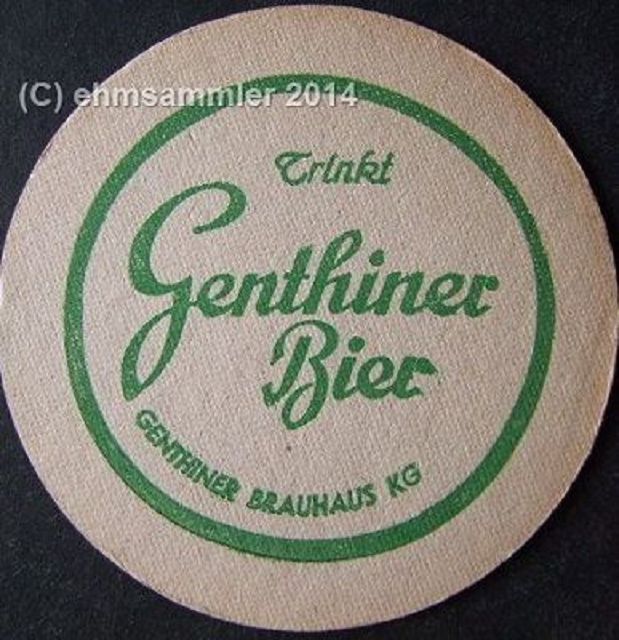 (C) ehmsammler 2014
Trinkt
Genthiner
Bier
GENTHINER BRAUHAUS KG